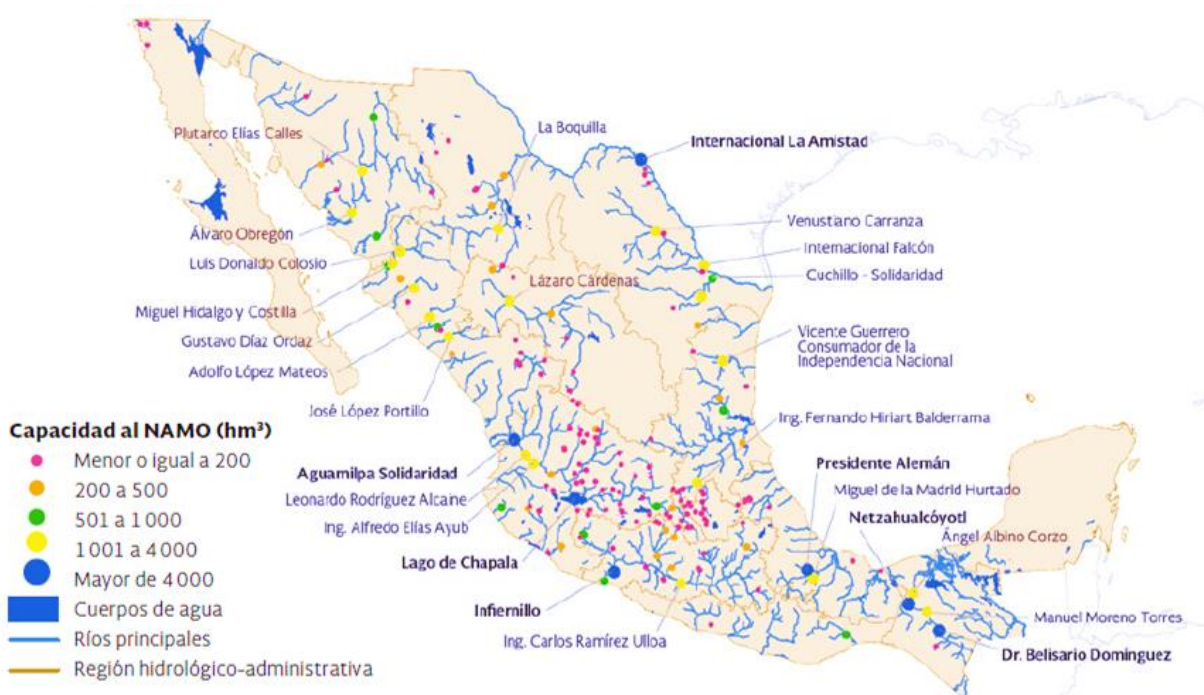 La Boquilla
Internacional La Amistad
Plutarco Elías Calles
Venustiano Carranza
Álvaro Obregón
Internacional Falcón
Luis Donaldo Colosio
Cuchillo - Solidaridad
Lázaro Cárdenas
Miguel Hidalgo y Costilla
Gustavo Díaz Ordaz
Vicente Guerrero
Consumador de la
Independencia Nacional
Adolfo López Mateos
José López Portillo
Ing. Fernando Hiriart Balderrama
Capacidad al NAMO (hm³)
Menor o igual a 200
200 a 500
501 a 1 000
1 001 a 4 000
Mayor de 4 000
Cuerpos de agua
Ríos principales
Región hidrológico-administrativa
Aguamilpa Solidaridad
Leonardo Rodríguez Alcaine
Ing. Alfredo Elías Ayub
Lago de Chapala
Infiernillo
Ing. Carlos Ramírez Ulloa
Presidente Alemán
Miguel de la Madrid Hurtado
Netzahualcóyotl
Ángel Albino Corzo
Manuel Moreno Torres
Dr. Belisario Domínguez